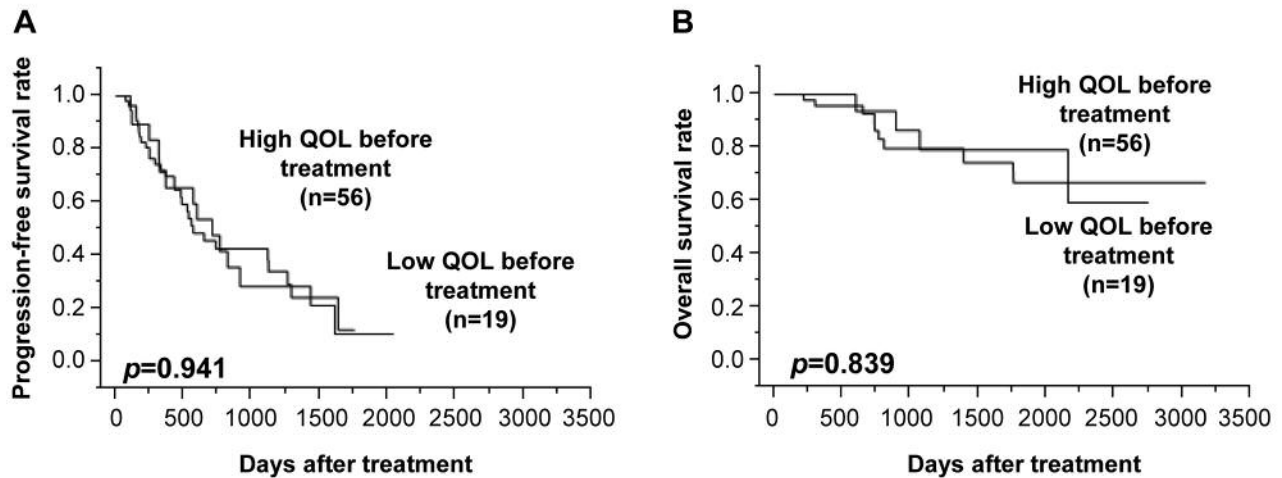 A
Progression-free survival rate
1.0
0.8
0.6
0.4
0.2
0.0
High QOL before
treatment
(n=56)
Low QOL before
treatment
(n=19)
p=0.941
0 500 1000 1500 2000 2500 3000 3500
Days after treatment
B
Overall survival rate
1.0
0.8
0.6
0.4
0.2
0.0
High QOL before
treatment
(n=56)
Low QOL before
treatment
(n=19)
p=0.839
0 500 1000 1500 2000 2500 3000 3500
Days after treatment